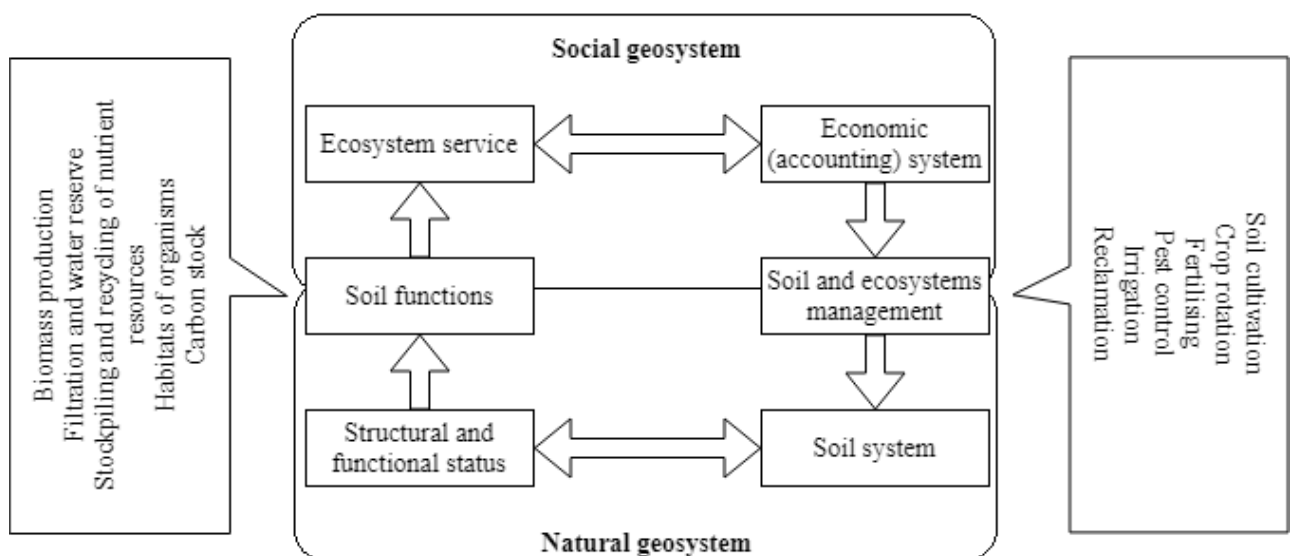 Social geosystem
Biomass production
Filtration and water reserve
Stockpiling and recycling of nutrient
resources
Habitats of organisms
Carbon stock
Ecosystem service
Economic
(accounting) system
Soil functions
Soil and ecosystems
management
Structural and
functional status
Soil system
Soil cultivation
Crop rotation
Fertilising
Pest control
Irrigation
Reclamation
Natural geosystem